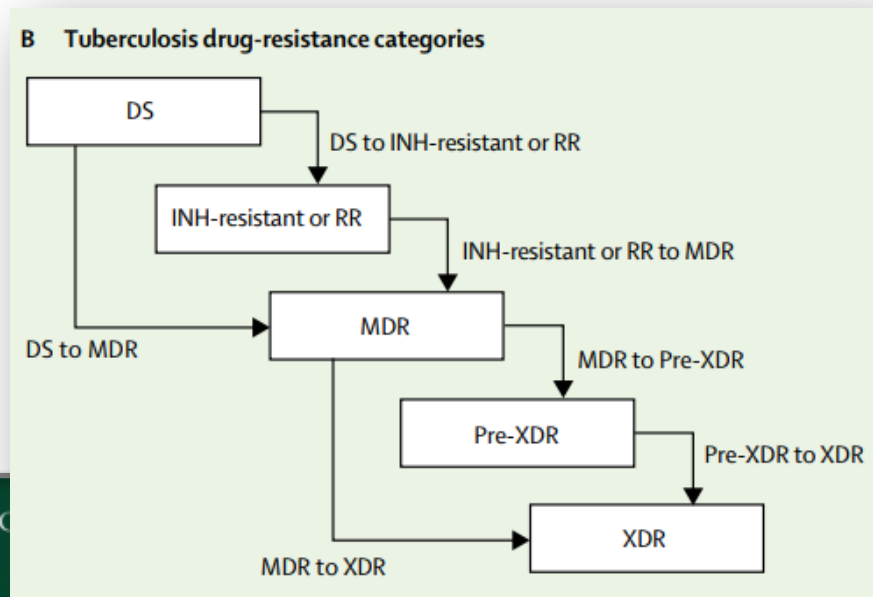 B Tuberculosis drug-resistance categories
DS
DS to INH-resistant or RR
INH-resistant or RR
INH-resistant or RR to MDR
MDR
DS to MDR
MDR to Pre-XDR
Pre-XDR
Pre-XDR to XDR
XDR
MDR to XDR